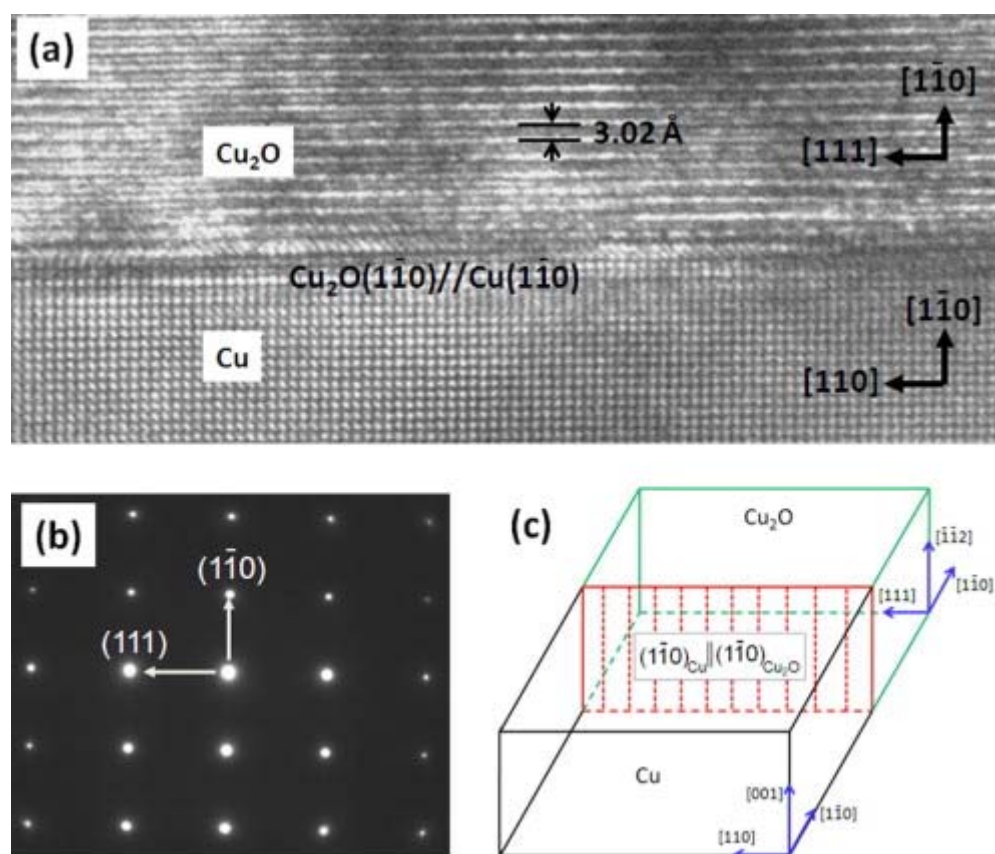 (a)
[11̄0]
3.02 Å
[111]
Cu₂O
Cu₂O(11̄0)//Cu(11̄0)
[11̄0]
Cu
[110]
(b)
(11̄0)
(111)
(c)
Cu₂O
[1̄1̄2]
[11̄0]
[111]
(11̄0)Cu‖(11̄0)Cu₂O
Cu
[001]
[11̄0]
[110]